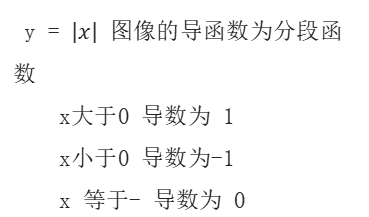 y = |x| 图像的导函数为分段函
数
x大于0 导数为 1
x小于0 导数为-1
x 等于- 导数为 0